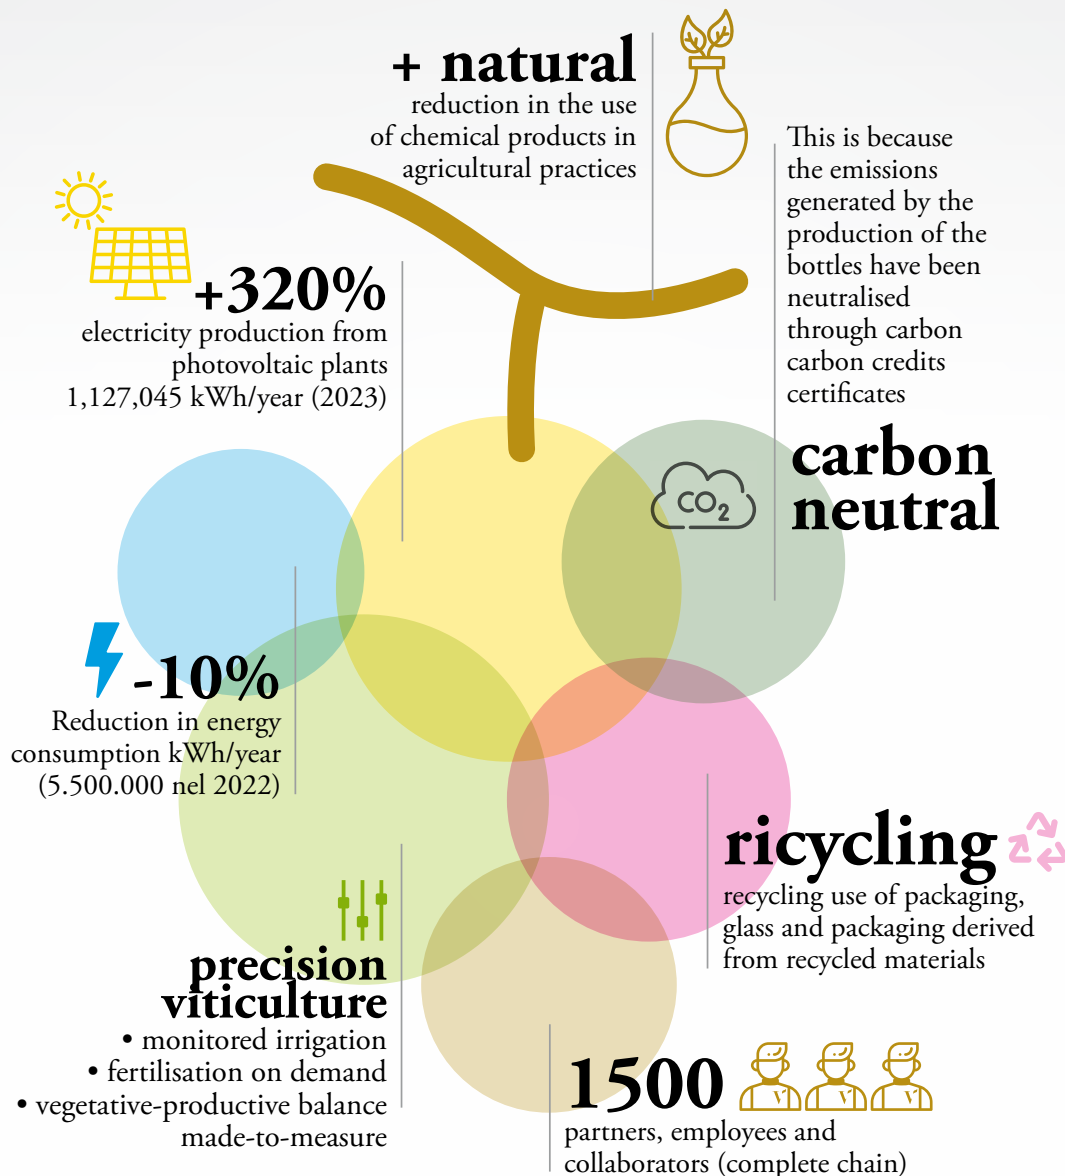 + natural
reduction in the use
of chemical products in
agricultural practices
This is because
the emissions
generated by the
production of the
bottles have been
neutralised
through carbon
carbon credits
certificates
carbon
neutral
CO2
+320%
electricity production from
photovoltaic plants
1,127,045 kWh/year (2023)
-10%
Reduction in energy
consumption kWh/year
(5.500.000 nel 2022)
ricycling
recycling use of packaging,
glass and packaging derived
from recycled materials
precision
viticulture
• monitored irrigation
• fertilisation on demand
• vegetative-productive balance
made-to-measure
1500
partners, employees and
collaborators (complete chain)